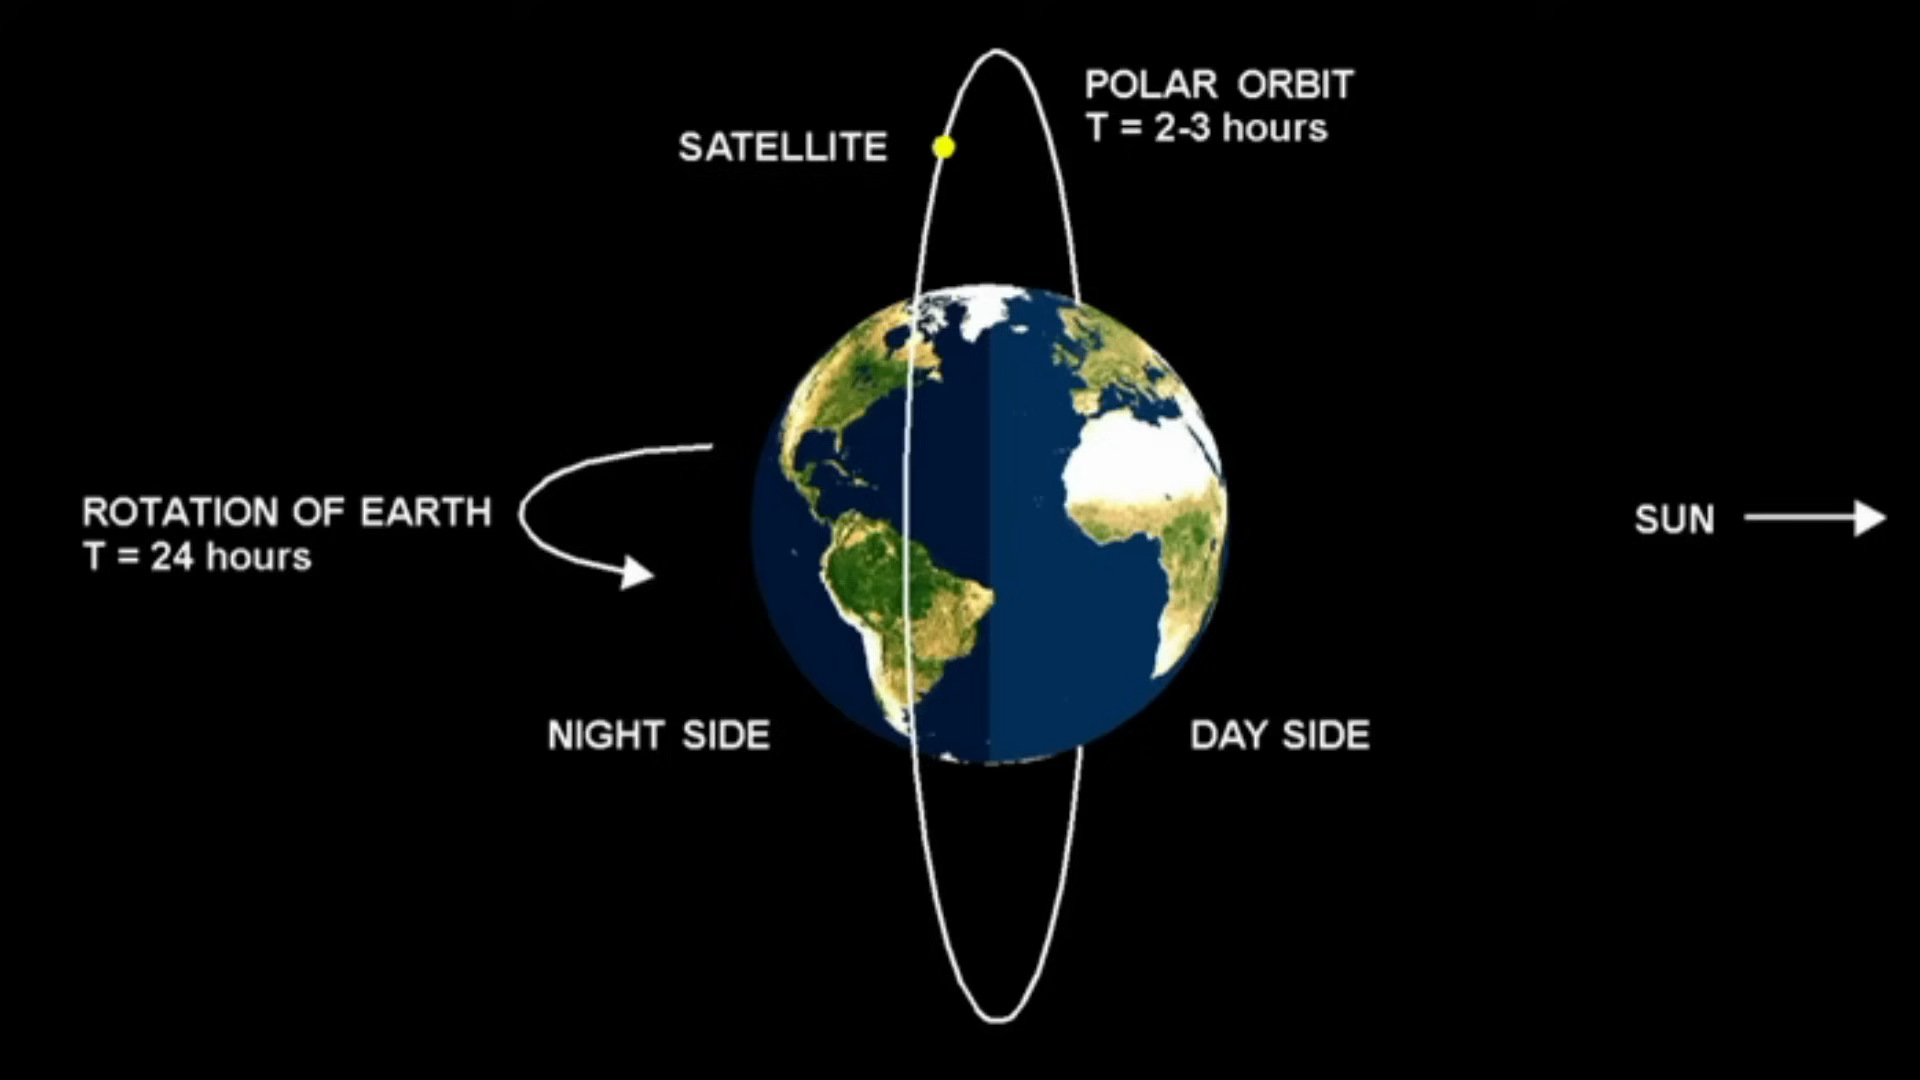 POLAR ORBIT
T = 2-3 hours
SATELLITE
ROTATION OF EARTH
T = 24 hours
SUN
NIGHT SIDE
DAY SIDE